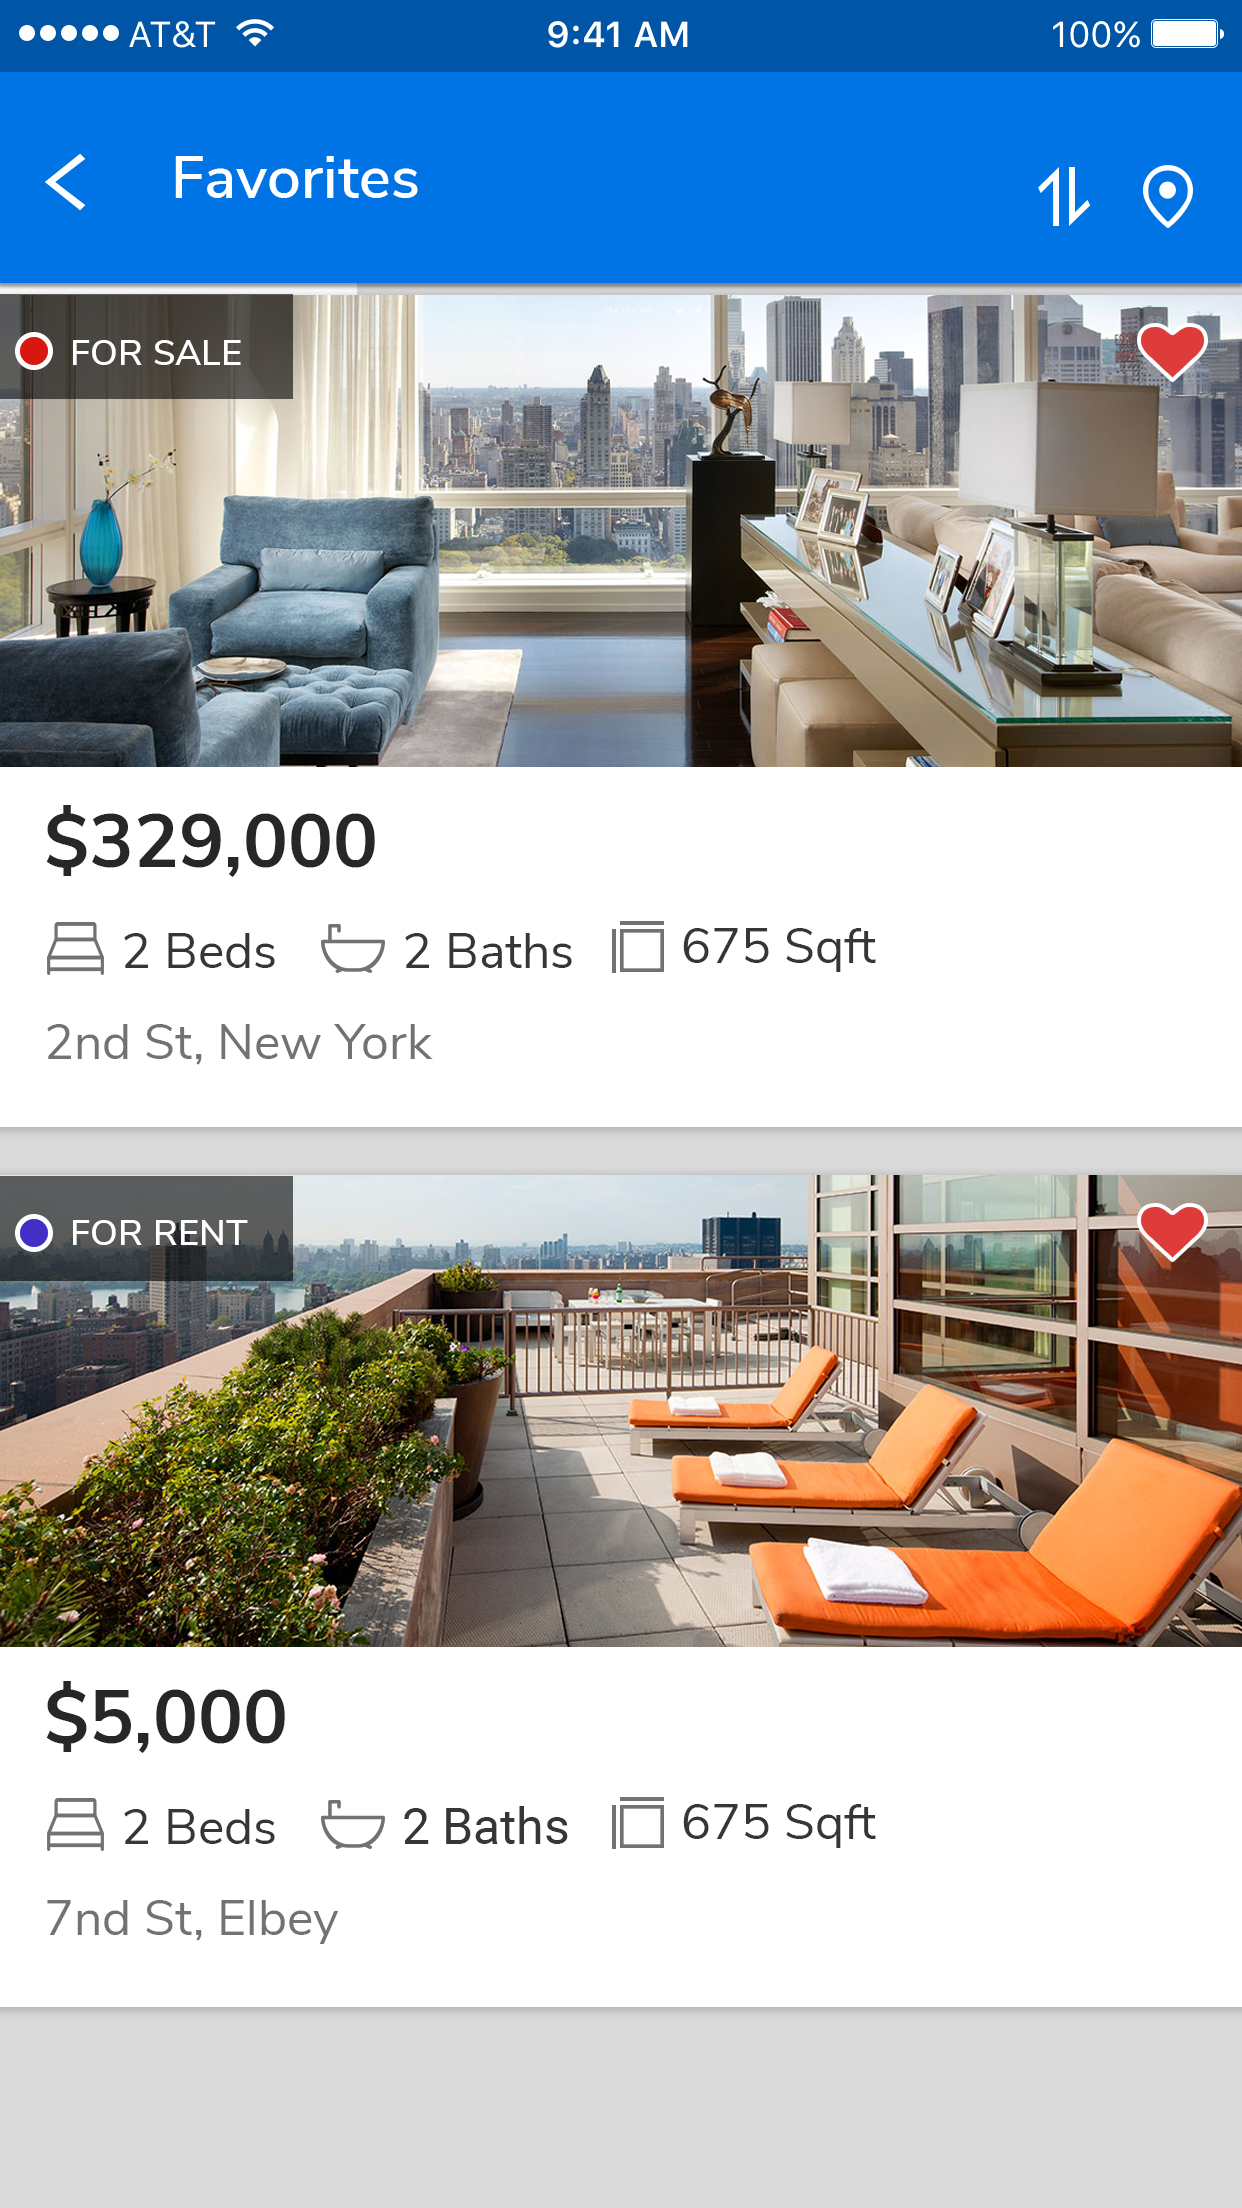 AT&T 9:41 AM 100%
Favorites
FOR SALE
$329,000
2 Beds 2 Baths 675 Sqft
2nd St, New York
FOR RENT
$5,000
2 Beds 2 Baths 675 Sqft
7nd St, Elbey